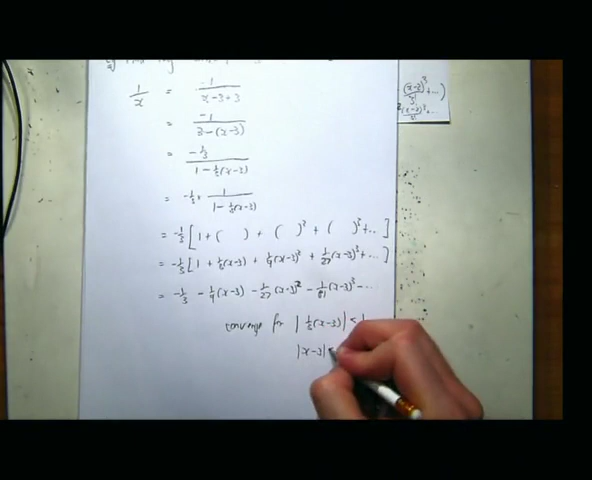 1/x = -1/(x-3+3)
= -1/(3-(x-3))
= -1/3/(1-1/3(x-3))
= -1/3 × 1/(1-1/3(x-3))
= -1/3[1 + ( ) + ( )² + ( )³ + ...]
= -1/3[1 + 1/3(x-3) + 1/9(x-3)² + 1/27(x-3)³ + ...]
= -1/3 - 1/9(x-3) - 1/27(x-3)² - 1/81(x-3)³ ...
converge for |1/3(x-3)| < 1
|x-3| <